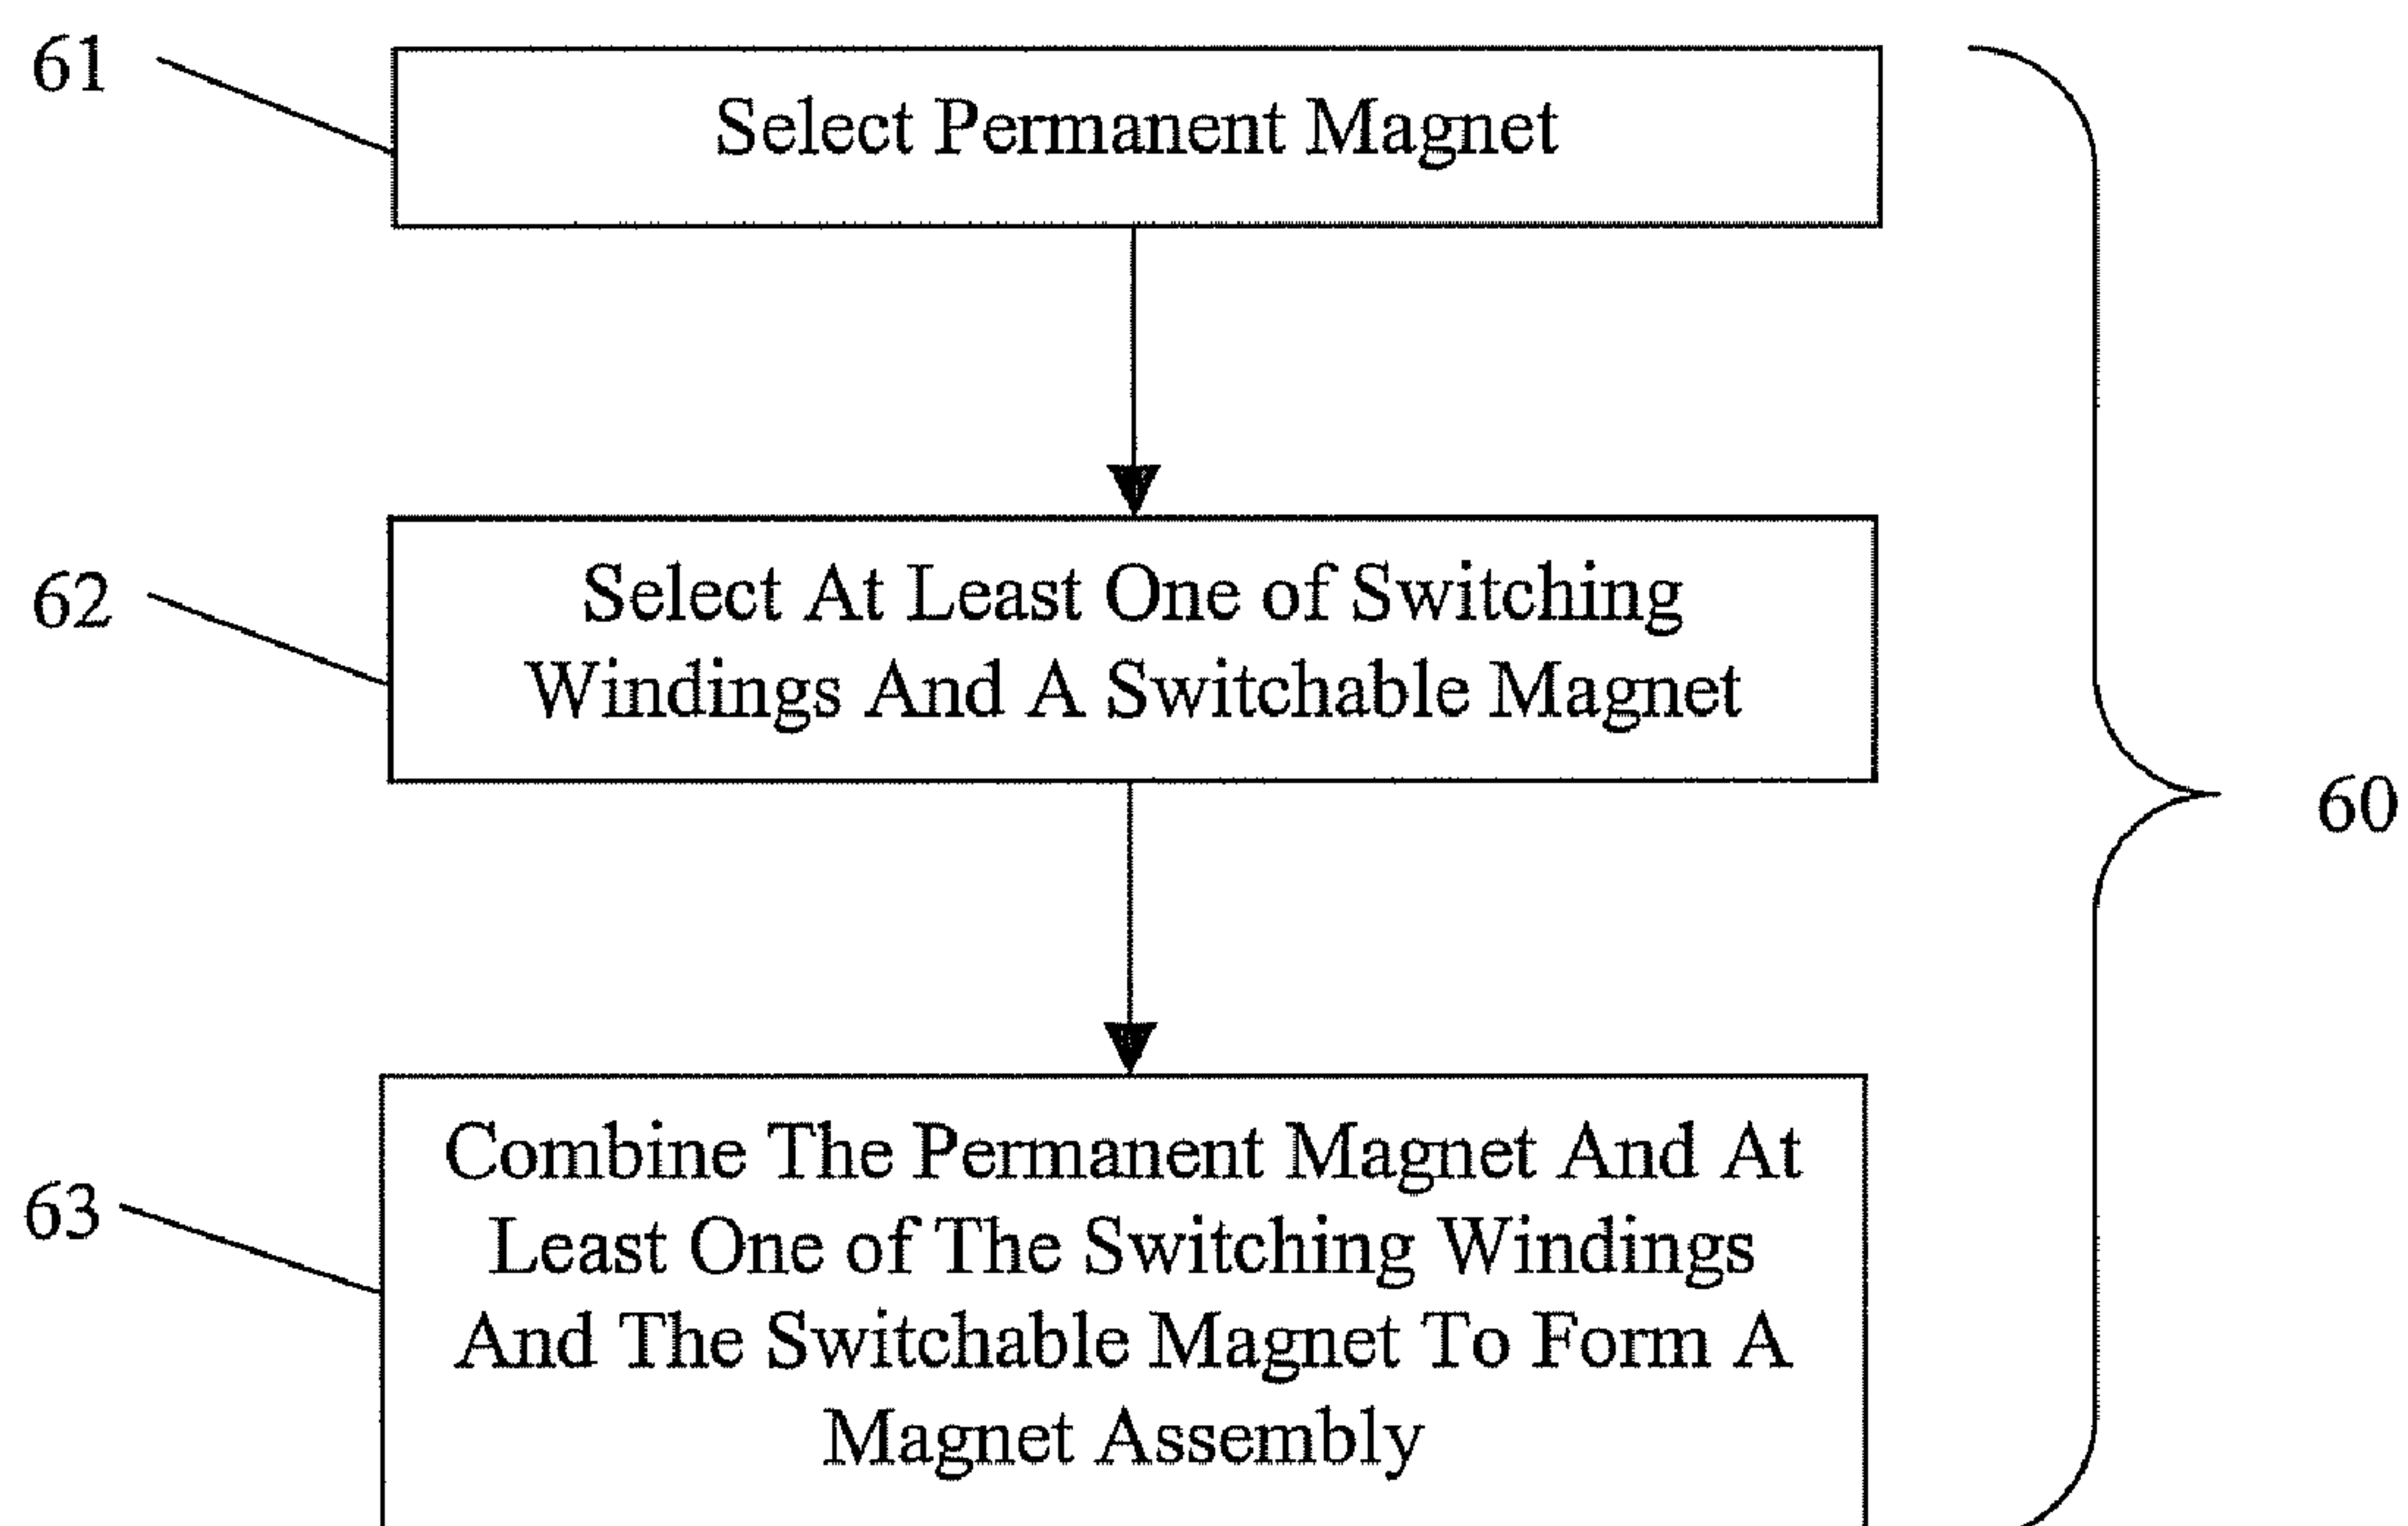 61
Select Permanent Magnet
62
Select At Least One of Switching
Windings And A Switchable Magnet
60
63
Combine The Permanent Magnet And At
Least One of The Switching Windings
And The Switchable Magnet To Form A
Magnet Assembly